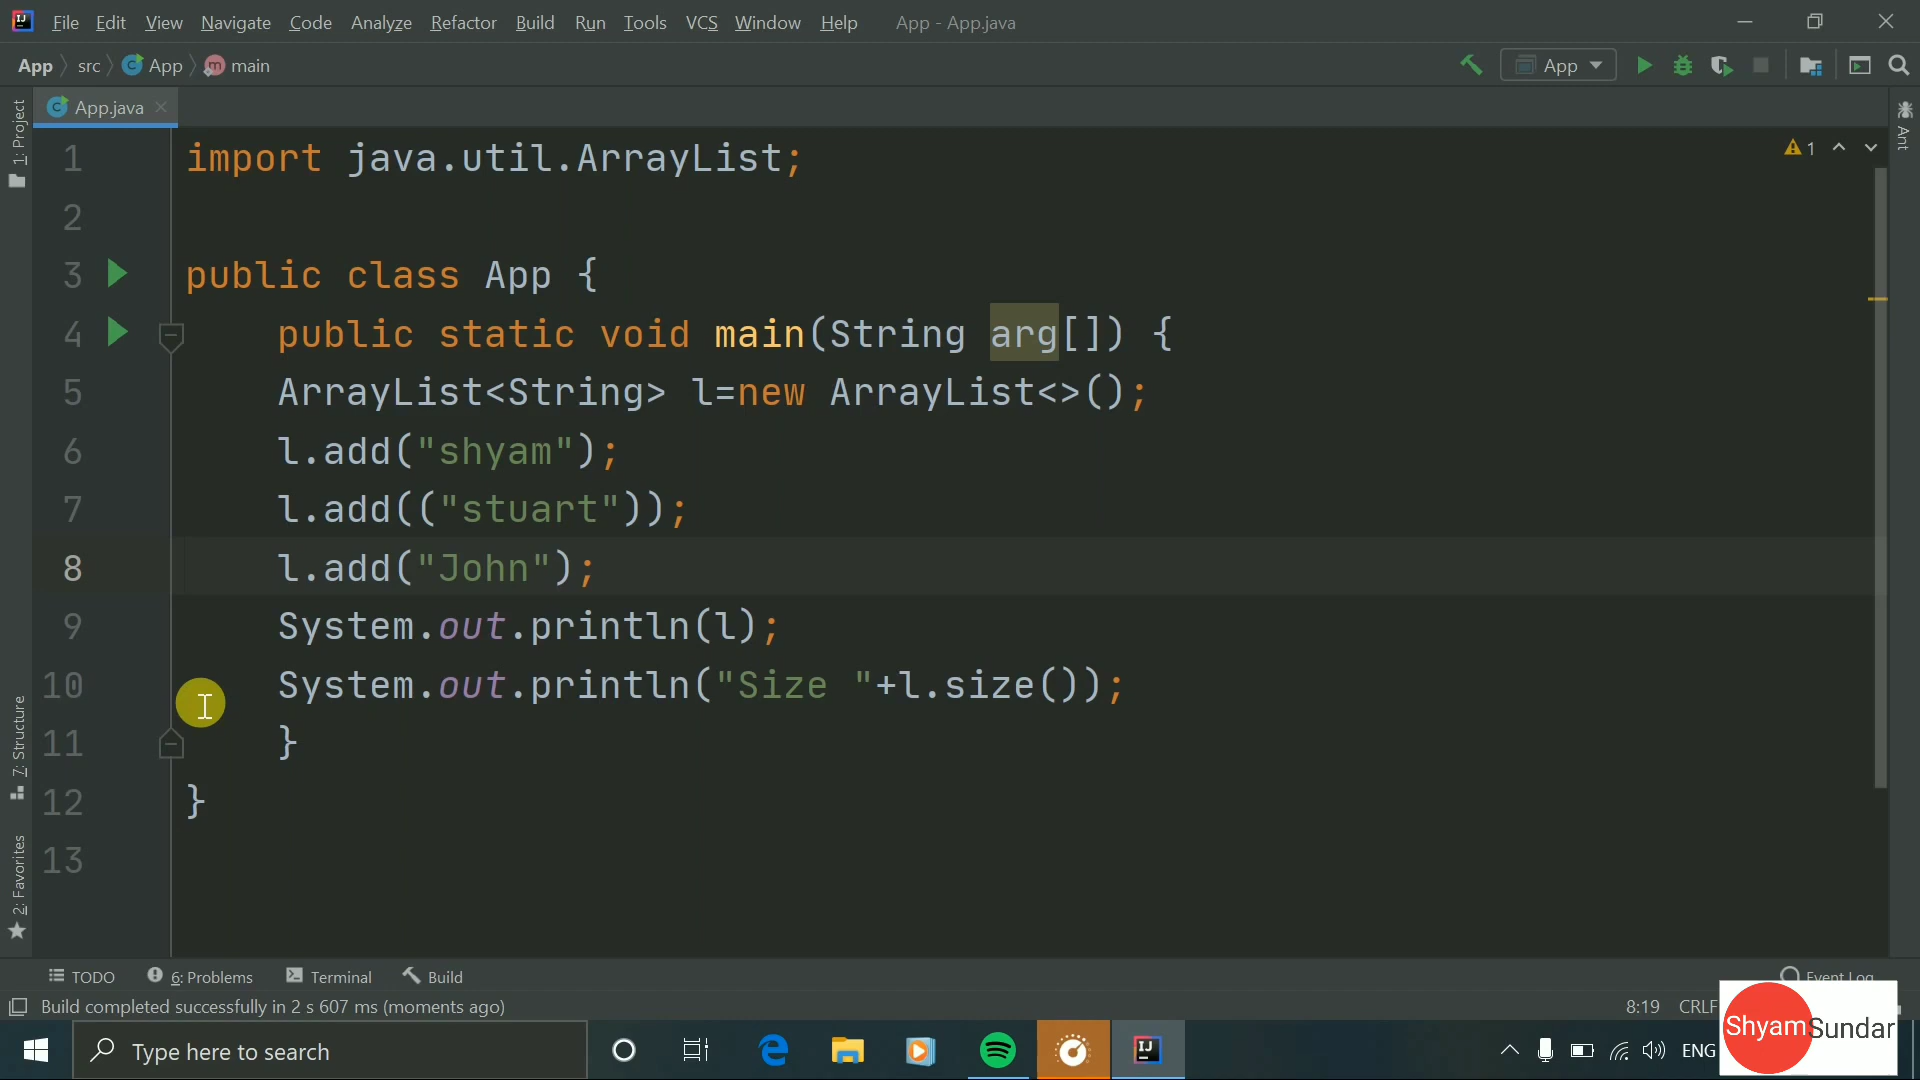 File Edit View Navigate Code Analyze Refactor Build Run Tools VCS Window Help App - App.java
App src App main App
1: Project App.java Ant
1 import java.util.ArrayList; 1
2
3 public class App {
4 public static void main(String arg[]) {
5 ArrayList<String> l=new ArrayList<>();
6 l.add("shyam");
7 l.add(("stuart"));
8 l.add("John");
9 System.out.println(l);
10 System.out.println("Size "+l.size());
11 }
12 }
13
7: Structure
2: Favorites
TODO 6: Problems Terminal Build Event Log
Build completed successfully in 2 s 607 ms (moments ago) 8:19 CRLF
Type here to search ENG
ShyamSundar